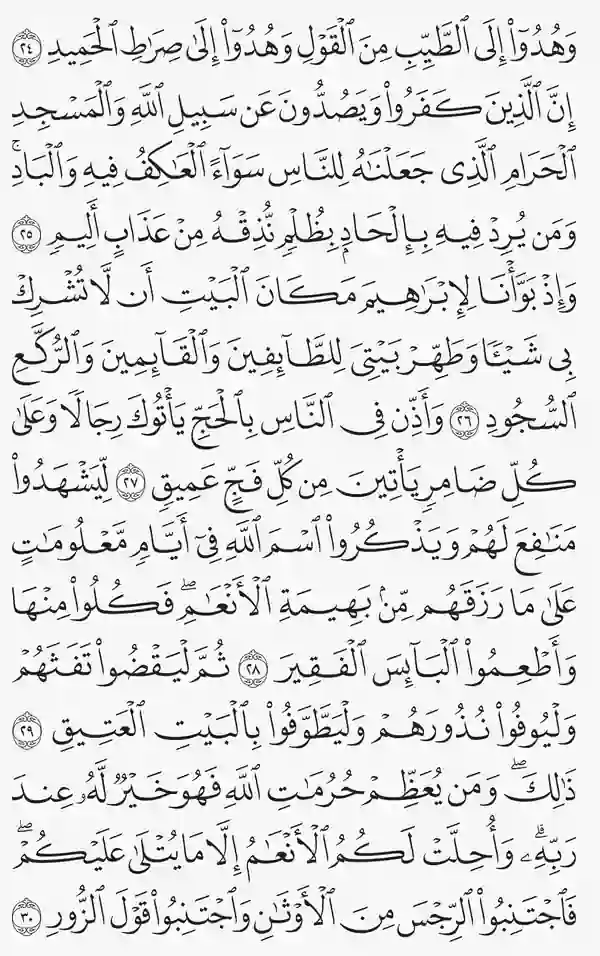 وَهُدُوٓا۟ إِلَى ٱلطَّيِّبِ مِنَ ٱلْقَوْلِ وَهُدُوٓا۟ إِلَىٰ صِرَٰطِ ٱلْحَمِيدِ ٢٤
إِنَّ ٱلَّذِينَ كَفَرُوا۟ وَيَصُدُّونَ عَن سَبِيلِ ٱللَّهِ وَٱلْمَسْجِدِ
ٱلْحَرَامِ ٱلَّذِى جَعَلْنَٰهُ لِلنَّاسِ سَوَآءً ٱلْعَٰكِفُ فِيهِ وَٱلْبَادِ ۚ
وَمَن يُرِدْ فِيهِ بِإِلْحَادٍۭ بِظُلْمٍ نُّذِقْهُ مِنْ عَذَابٍ أَلِيمٍ ٢٥
وَإِذْ بَوَّأْنَا لِإِبْرَٰهِيمَ مَكَانَ ٱلْبَيْتِ أَن لَّا تُشْرِكْ
بِى شَيْـًٔا وَطَهِّرْ بَيْتِىَ لِلطَّآئِفِينَ وَٱلْقَآئِمِينَ وَٱلرُّكَّعِ
ٱلسُّجُودِ ٢٦ وَأَذِّن فِى ٱلنَّاسِ بِٱلْحَجِّ يَأْتُوكَ رِجَالًا وَعَلَىٰ
كُلِّ ضَامِرٍ يَأْتِينَ مِن كُلِّ فَجٍّ عَمِيقٍ ٢٧ لِّيَشْهَدُوا۟
مَنَٰفِعَ لَهُمْ وَيَذْكُرُوا۟ ٱسْمَ ٱللَّهِ فِىٓ أَيَّامٍ مَّعْلُومَٰتٍ
عَلَىٰ مَا رَزَقَهُم مِّنۢ بَهِيمَةِ ٱلْأَنْعَٰمِ ۖ فَكُلُوا۟ مِنْهَا
وَأَطْعِمُوا۟ ٱلْبَآئِسَ ٱلْفَقِيرَ ٢٨ ثُمَّ لْيَقْضُوا۟ تَفَثَهُمْ
وَلْيُوفُوا۟ نُذُورَهُمْ وَلْيَطَّوَّفُوا۟ بِٱلْبَيْتِ ٱلْعَتِيقِ ٢٩
ذَٰلِكَ ۖ وَمَن يُعَظِّمْ حُرُمَٰتِ ٱللَّهِ فَهُوَ خَيْرٌ لَّهُۥ عِندَ
رَبِّهِۦ ۗ وَأُحِلَّتْ لَكُمُ ٱلْأَنْعَٰمُ إِلَّا مَا يُتْلَىٰ عَلَيْكُمْ ۖ
فَٱجْتَنِبُوا۟ ٱلرِّجْسَ مِنَ ٱلْأَوْثَٰنِ وَٱجْتَنِبُوا۟ قَوْلَ ٱلزُّورِ ٣٠